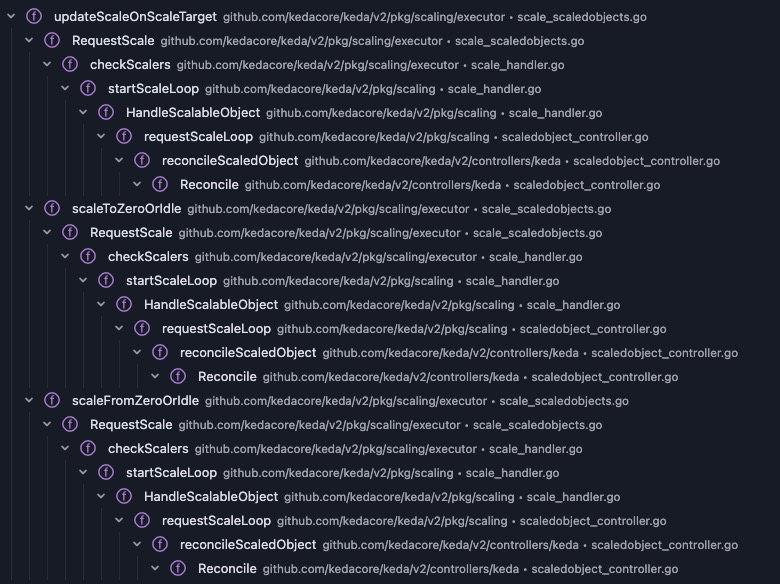 updateScaleOnScaleTarget github.com/kedacore/keda/v2/pkg/scaling/executor • scale_scaledobjects.go
RequestScale github.com/kedacore/keda/v2/pkg/scaling/executor • scale_scaledobjects.go
checkScalers github.com/kedacore/keda/v2/pkg/scaling/executor • scale_handler.go
startScaleLoop github.com/kedacore/keda/v2/pkg/scaling • scale_handler.go
HandleScalableObject github.com/kedacore/keda/v2/pkg/scaling • scale_handler.go
requestScaleLoop github.com/kedacore/keda/v2/pkg/scaling • scaledobject_controller.go
reconcileScaledObject github.com/kedacore/keda/v2/controllers/keda • scaledobject_controller.go
Reconcile github.com/kedacore/keda/v2/controllers/keda • scaledobject_controller.go
scaleToZeroOrIdle github.com/kedacore/keda/v2/pkg/scaling/executor • scale_scaledobjects.go
RequestScale github.com/kedacore/keda/v2/pkg/scaling/executor • scale_scaledobjects.go
checkScalers github.com/kedacore/keda/v2/pkg/scaling/executor • scale_handler.go
startScaleLoop github.com/kedacore/keda/v2/pkg/scaling • scale_handler.go
HandleScalableObject github.com/kedacore/keda/v2/pkg/scaling • scale_handler.go
requestScaleLoop github.com/kedacore/keda/v2/pkg/scaling • scaledobject_controller.go
reconcileScaledObject github.com/kedacore/keda/v2/controllers/keda • scaledobject_controller.go
Reconcile github.com/kedacore/keda/v2/controllers/keda • scaledobject_controller.go
scaleFromZeroOrIdle github.com/kedacore/keda/v2/pkg/scaling/executor • scale_scaledobjects.go
RequestScale github.com/kedacore/keda/v2/pkg/scaling/executor • scale_scaledobjects.go
checkScalers github.com/kedacore/keda/v2/pkg/scaling/executor • scale_handler.go
startScaleLoop github.com/kedacore/keda/v2/pkg/scaling • scale_handler.go
HandleScalableObject github.com/kedacore/keda/v2/pkg/scaling • scale_handler.go
requestScaleLoop github.com/kedacore/keda/v2/pkg/scaling • scaledobject_controller.go
reconcileScaledObject github.com/kedacore/keda/v2/controllers/keda • scaledobject_controller.go
Reconcile github.com/kedacore/keda/v2/controllers/keda • scaledobject_controller.go